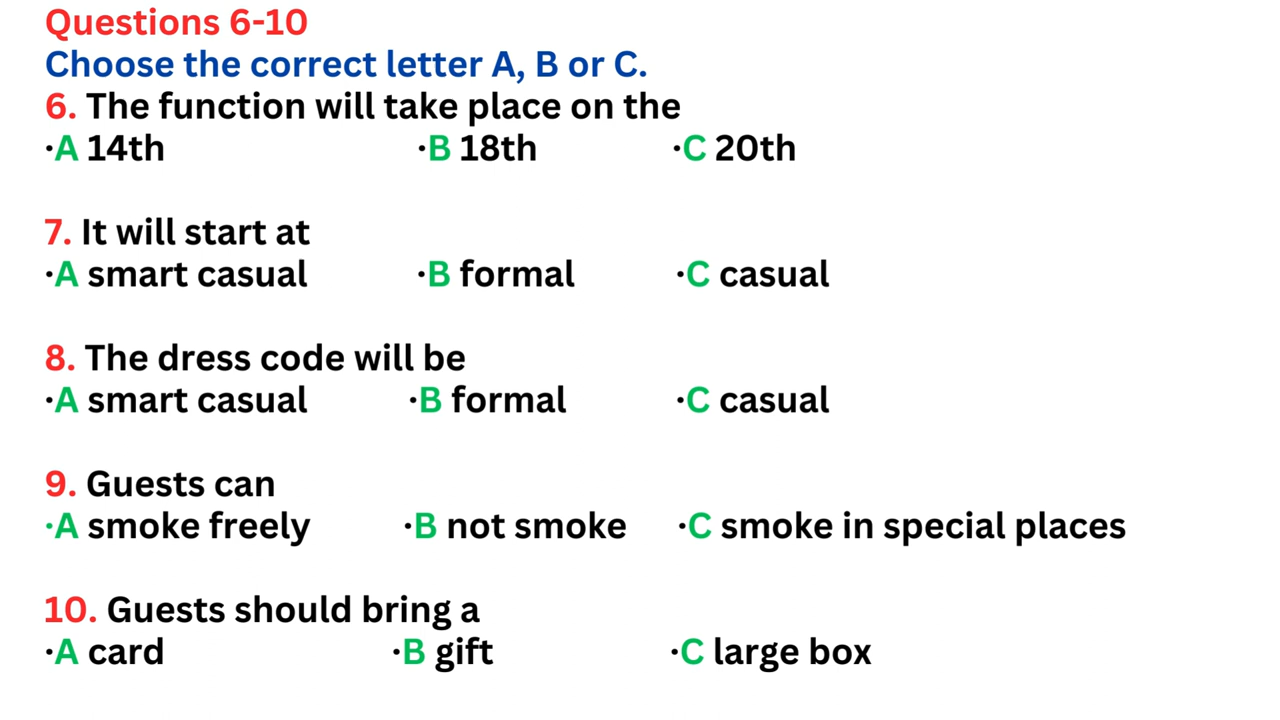 Questions 6-10
Choose the correct letter A, B or C.
6. The function will take place on the
·A 14th ·B 18th ·C 20th
7. It will start at
·A smart casual ·B formal ·C casual
8. The dress code will be
·A smart casual ·B formal ·C casual
9. Guests can
·A smoke freely ·B not smoke ·C smoke in special places
10. Guests should bring a
·A card ·B gift ·C large box